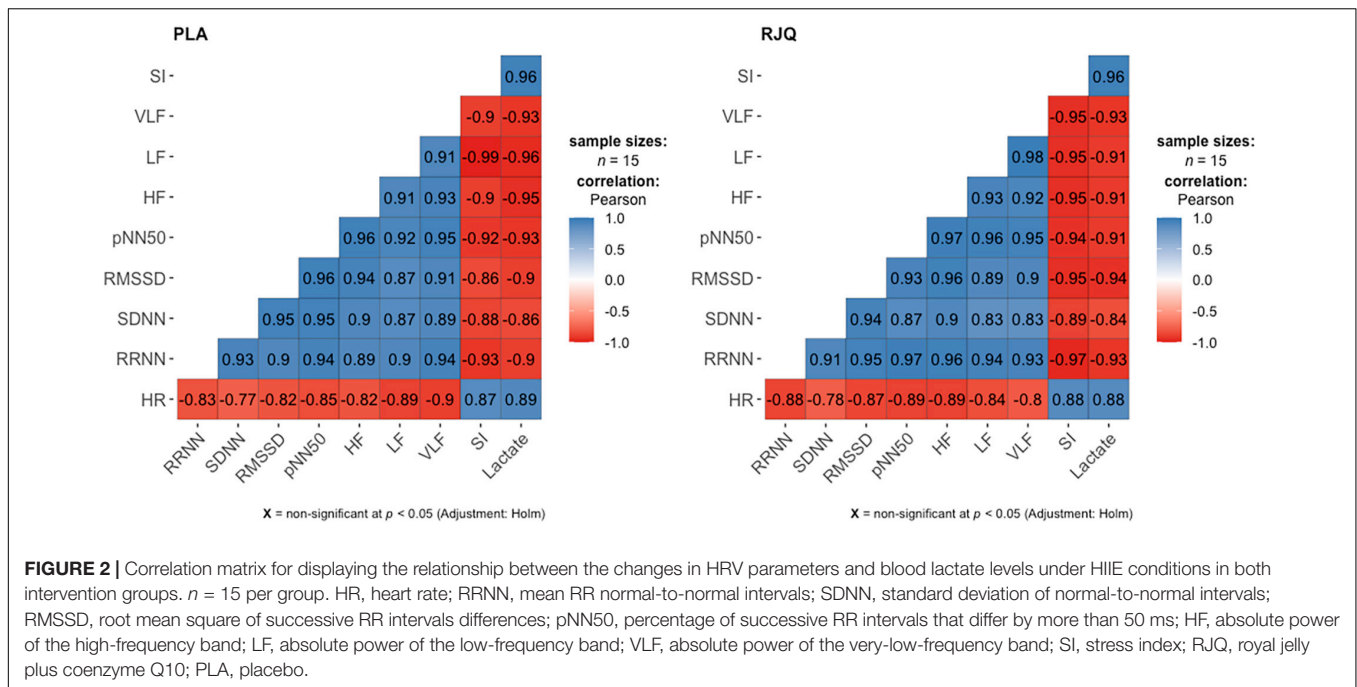 PLA
SI
0.96
VLF
-0.9 -0.93
LF
0.91 -0.99 -0.96
HF
0.91 0.93 -0.9 -0.95
pNN50
0.96 0.92 0.95 -0.92 -0.93
RMSSD
0.96 0.94 0.87 0.91 -0.86 -0.9
SDNN
0.95 0.95 0.9 0.87 0.89 -0.88 -0.86
RRNN
0.93 0.9 0.94 0.89 0.9 0.94 -0.93 -0.9
HR
-0.83 -0.77 -0.82 -0.85 -0.82 -0.89 -0.9 0.87 0.89
RRNN SDNN RMSSD pNN50 HF LF VLF SI Lactate
sample sizes:
n = 15
correlation:
Pearson
1.0
0.5
0.0
-0.5
-1.0
X = non-significant at p < 0.05 (Adjustment: Holm)
RJQ
SI
0.96
VLF
-0.95 -0.93
LF
0.98 -0.95 -0.91
HF
0.93 0.92 -0.95 -0.91
pNN50
0.97 0.96 0.95 -0.94 -0.91
RMSSD
0.93 0.96 0.89 0.9 -0.95 -0.94
SDNN
0.94 0.87 0.9 0.83 0.83 -0.89 -0.84
RRNN
0.91 0.95 0.97 0.96 0.94 0.93 -0.97 -0.93
HR
-0.88 -0.78 -0.87 -0.89 -0.89 -0.84 -0.8 0.88 0.88
RRNN SDNN RMSSD pNN50 HF LF VLF SI Lactate
sample sizes:
n = 15
correlation:
Pearson
1.0
0.5
0.0
-0.5
-1.0
X = non-significant at p < 0.05 (Adjustment: Holm)
FIGURE 2 | Correlation matrix for displaying the relationship between the changes in HRV parameters and blood lactate levels under HIIE conditions in both
intervention groups. n = 15 per group. HR, heart rate; RRNN, mean RR normal-to-normal intervals; SDNN, standard deviation of normal-to-normal intervals;
RMSSD, root mean square of successive RR intervals differences; pNN50, percentage of successive RR intervals that differ by more than 50 ms; HF, absolute power
of the high-frequency band; LF, absolute power of the low-frequency band; VLF, absolute power of the very-low-frequency band; SI, stress index; RJQ, royal jelly
plus coenzyme Q10; PLA, placebo.